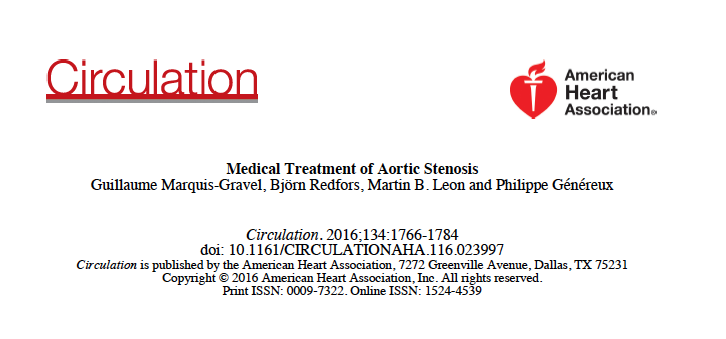 Circulation
American
Heart
Association®
Medical Treatment of Aortic Stenosis
Guillaume Marquis-Gravel, Björn Redfors, Martin B. Leon and Philippe Généreux
Circulation. 2016;134:1766-1784
doi: 10.1161/CIRCULATIONAHA.116.023997
Circulation is published by the American Heart Association, 7272 Greenville Avenue, Dallas, TX 75231
Copyright © 2016 American Heart Association, Inc. All rights reserved.
Print ISSN: 0009-7322. Online ISSN: 1524-4539